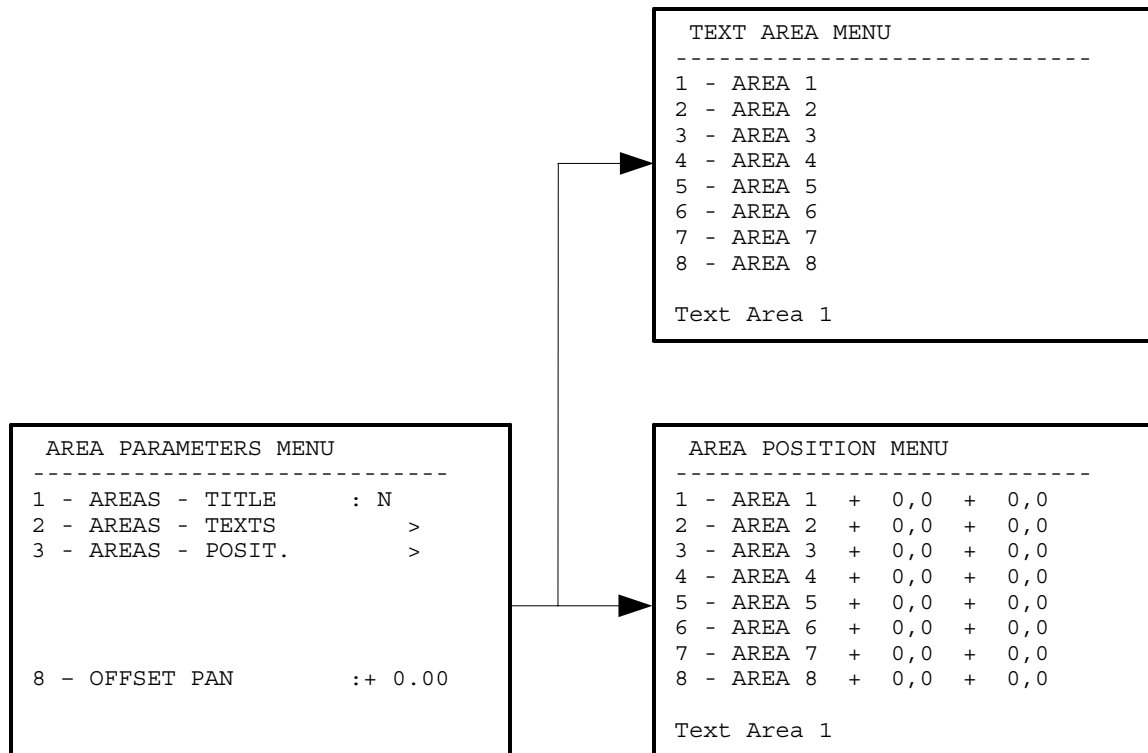 TEXT AREA MENU
-----------------------------
1 - AREA 1
2 - AREA 2
3 - AREA 3
4 - AREA 4
5 - AREA 5
6 - AREA 6
7 - AREA 7
8 - AREA 8
Text Area 1
AREA PARAMETERS MENU
-----------------------------
1 - AREAS - TITLE : N
2 - AREAS - TEXTS >
3 - AREAS - POSIT. >
8 – OFFSET PAN :+ 0.00
AREA POSITION MENU
-----------------------------
1 - AREA 1 + 0,0 + 0,0
2 - AREA 2 + 0,0 + 0,0
3 - AREA 3 + 0,0 + 0,0
4 - AREA 4 + 0,0 + 0,0
5 - AREA 5 + 0,0 + 0,0
6 - AREA 6 + 0,0 + 0,0
7 - AREA 7 + 0,0 + 0,0
8 - AREA 8 + 0,0 + 0,0
Text Area 1